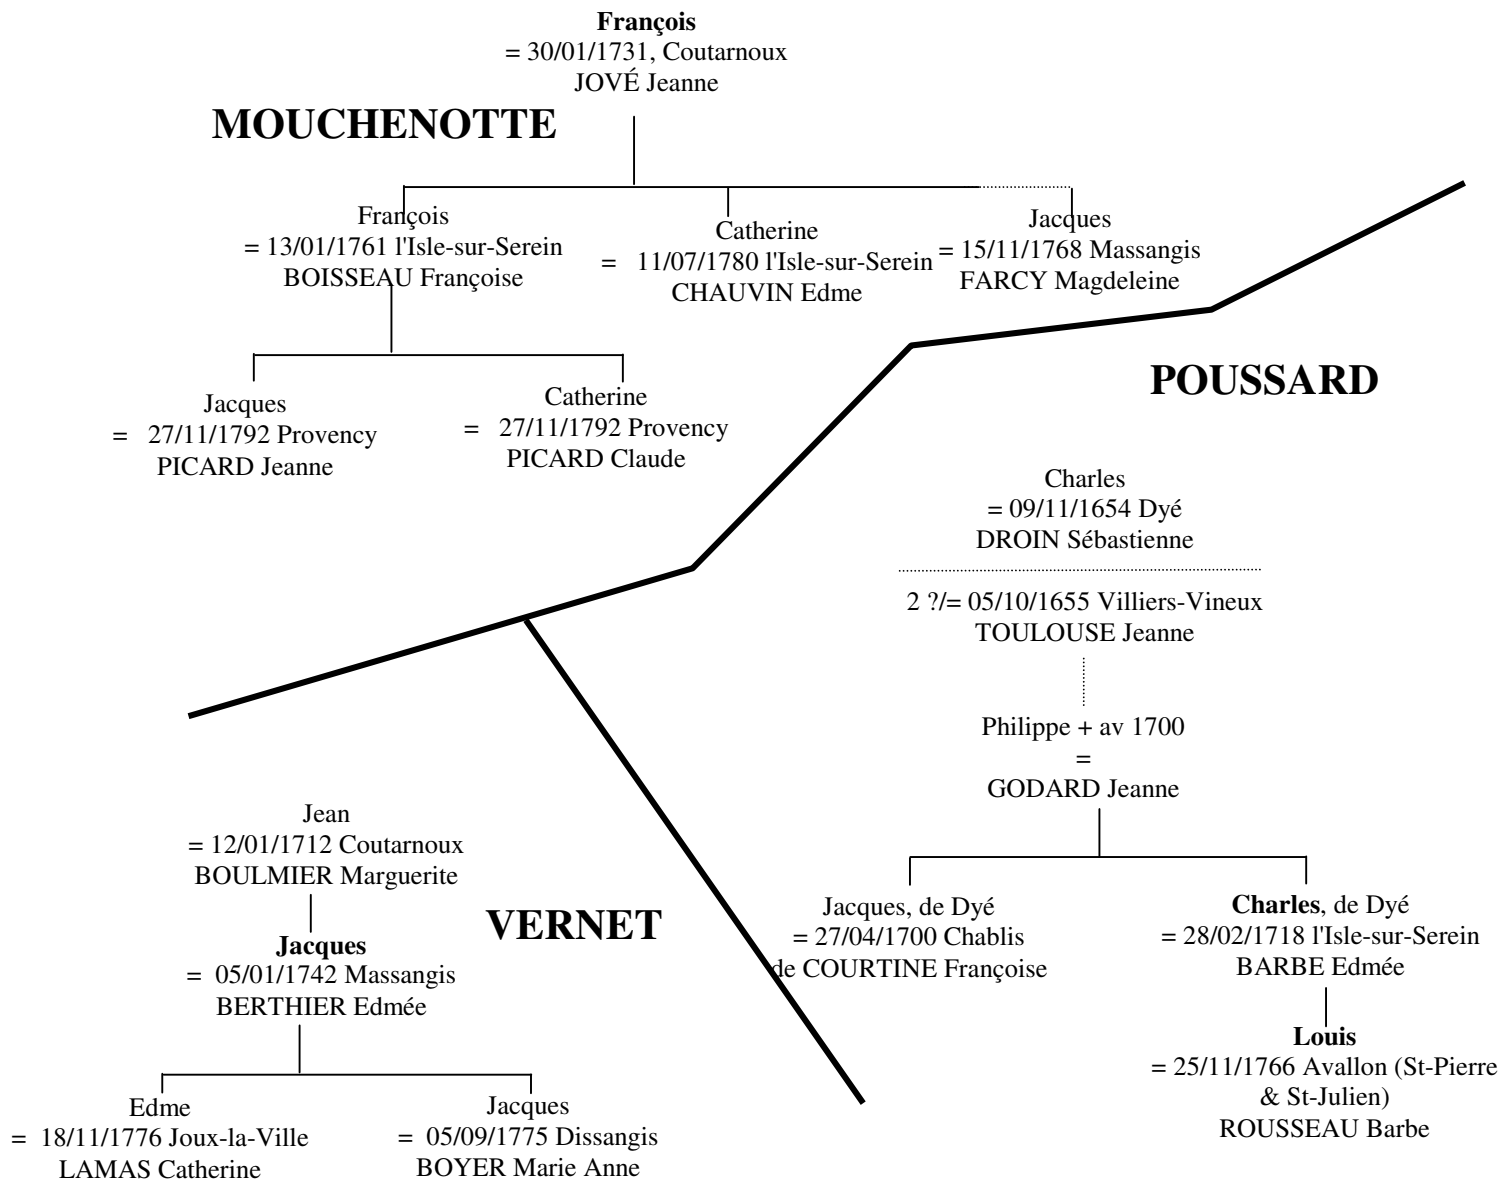 François
= 30/01/1731, Coutarnoux
JOVÉ Jeanne
MOUCHENOTTE
François
= 13/01/1761 l'Isle-sur-Serein
BOISSEAU Françoise
Catherine
= 11/07/1780 l'Isle-sur-Serein
CHAUVIN Edme
Jacques
= 15/11/1768 Massangis
FARCY Magdeleine
Jacques
= 27/11/1792 Provency
PICARD Jeanne
Catherine
= 27/11/1792 Provency
PICARD Claude
POUSSARD
Charles
= 09/11/1654 Dyé
DROIN Sébastienne
2 ?/= 05/10/1655 Villiers-Vineux
TOULOUSE Jeanne
Philippe + av 1700
=
GODARD Jeanne
Jacques, de Dyé
= 27/04/1700 Chablis
de COURTINE Françoise
Charles, de Dyé
= 28/02/1718 l'Isle-sur-Serein
BARBE Edmée
Louis
= 25/11/1766 Avallon (St-Pierre
& St-Julien)
ROUSSEAU Barbe
VERNET
Jean
= 12/01/1712 Coutarnoux
BOULMIER Marguerite
Jacques
= 05/01/1742 Massangis
BERTHIER Edmée
Edme
= 18/11/1776 Joux-la-Ville
LAMAS Catherine
Jacques
= 05/09/1775 Dissangis
BOYER Marie Anne